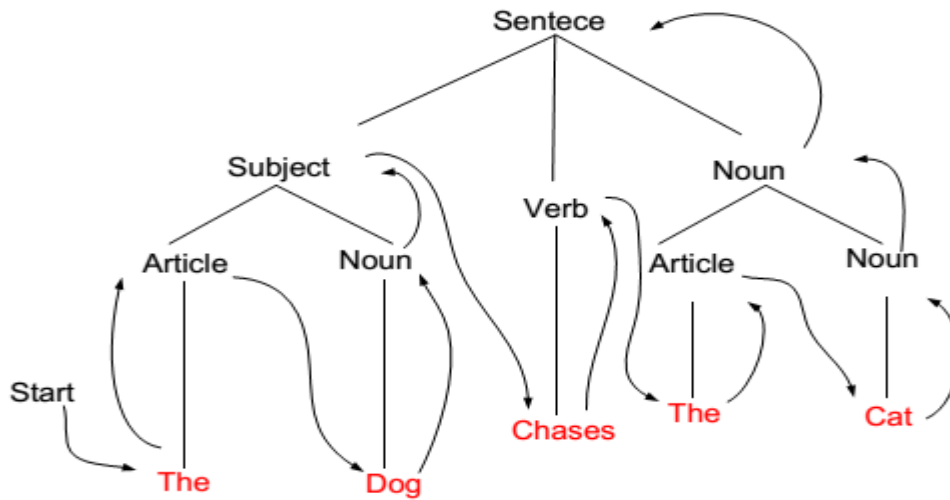 Sentece
Subject
Noun
Verb
Article
Noun
Article
Noun
Start
The
Cat
Chases
The
Dog